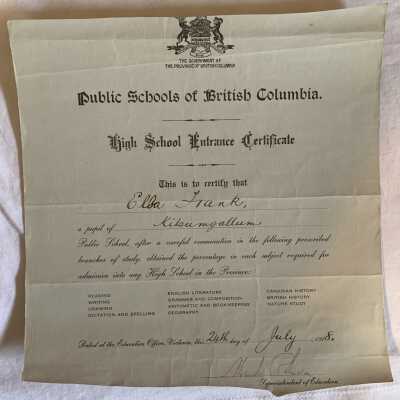 THE GOVERNMENT OF
THE PROVINCE OF BRITISH COLUMBIA
Public Schools of British Columbia.
High School Entrance Certificate
This is to certify that
Elba Frank,
a pupil of Kitsumgallum
Public School, after a careful examination in the following prescribed
branches of study, obtained the percentage in each subject required for
admission into any High School in the Province:
READING ENGLISH LITERATURE CANADIAN HISTORY
WRITING GRAMMAR AND COMPOSITION BRITISH HISTORY
DRAWING ARITHMETIC AND BOOKKEEPING NATURE STUDY
DICTATION AND SPELLING GEOGRAPHY
Dated at the Education Office, Victoria, this 24th day of July, 1918.
Superintendent of Education.